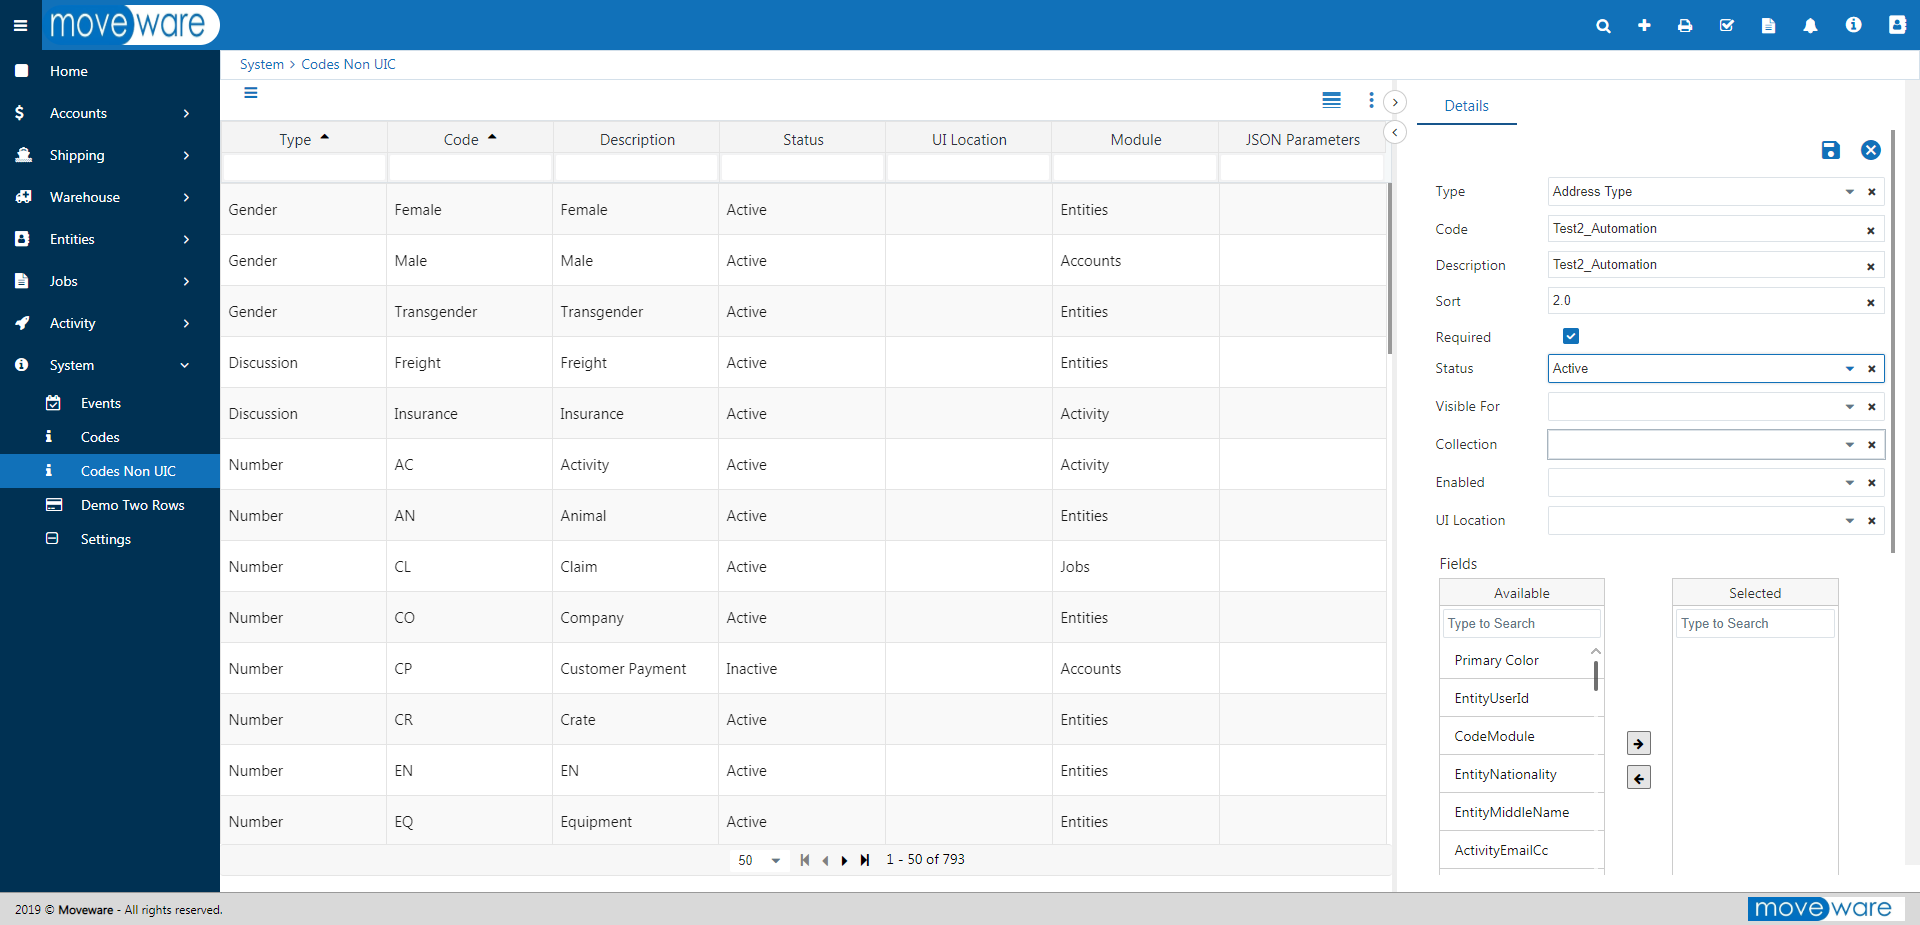 moveware
Home
Accounts
Shipping
Warehouse
Entities
Jobs
Activity
System
Events
Codes
Codes Non UIC
Demo Two Rows
Settings
System > Codes Non UIC
Type Code Description Status UI Location Module JSON Parameters
Gender Female Female Active Entities
Gender Male Male Active Accounts
Gender Transgender Transgender Active Entities
Discussion Freight Freight Active Entities
Discussion Insurance Insurance Active Activity
Number AC Activity Active Activity
Number AN Animal Active Entities
Number CL Claim Active Jobs
Number CO Company Active Entities
Number CP Customer Payment Inactive Accounts
Number CR Crate Active Entities
Number EN EN Active Entities
Number EQ Equipment Active Entities
50 1 - 50 of 793
Details
Type Address Type
Code Test2_Automation
Description Test2_Automation
Sort 2.0
Required
Status Active
Visible For
Collection
Enabled
UI Location
Fields
Available Selected
Type to Search Type to Search
Primary Color
EntityUserId
CodeModule
EntityNationality
EntityMiddleName
ActivityEmailCc
2019 © Moveware - All rights reserved.
moveware